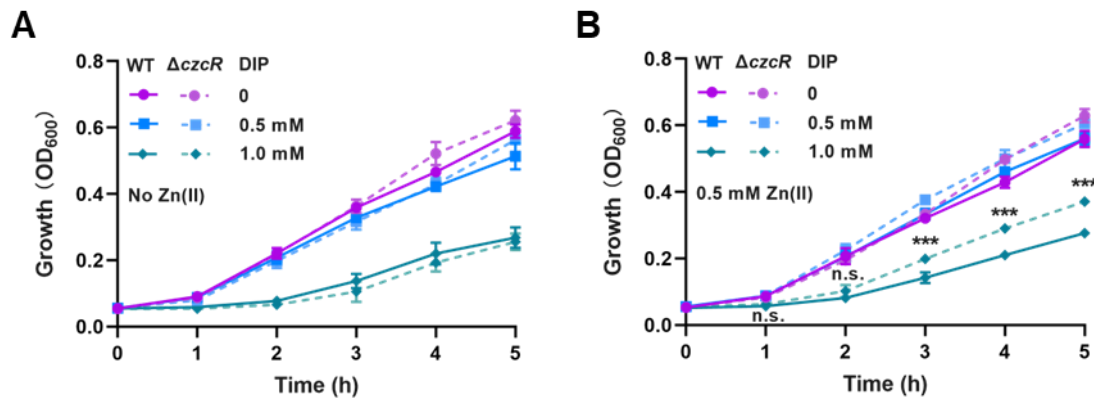 A
Growth (OD600)
0.8
0.6
0.4
0.2
0.0
WT ΔczcR DIP
0
0.5 mM
1.0 mM
No Zn(II)
0 1 2 3 4 5
Time (h)
B
Growth (OD600)
0.8
0.6
0.4
0.2
0.0
WT ΔczcR DIP
0
0.5 mM
1.0 mM
0.5 mM Zn(II)
n.s.
n.s.
***
***
***
0 1 2 3 4 5
Time (h)